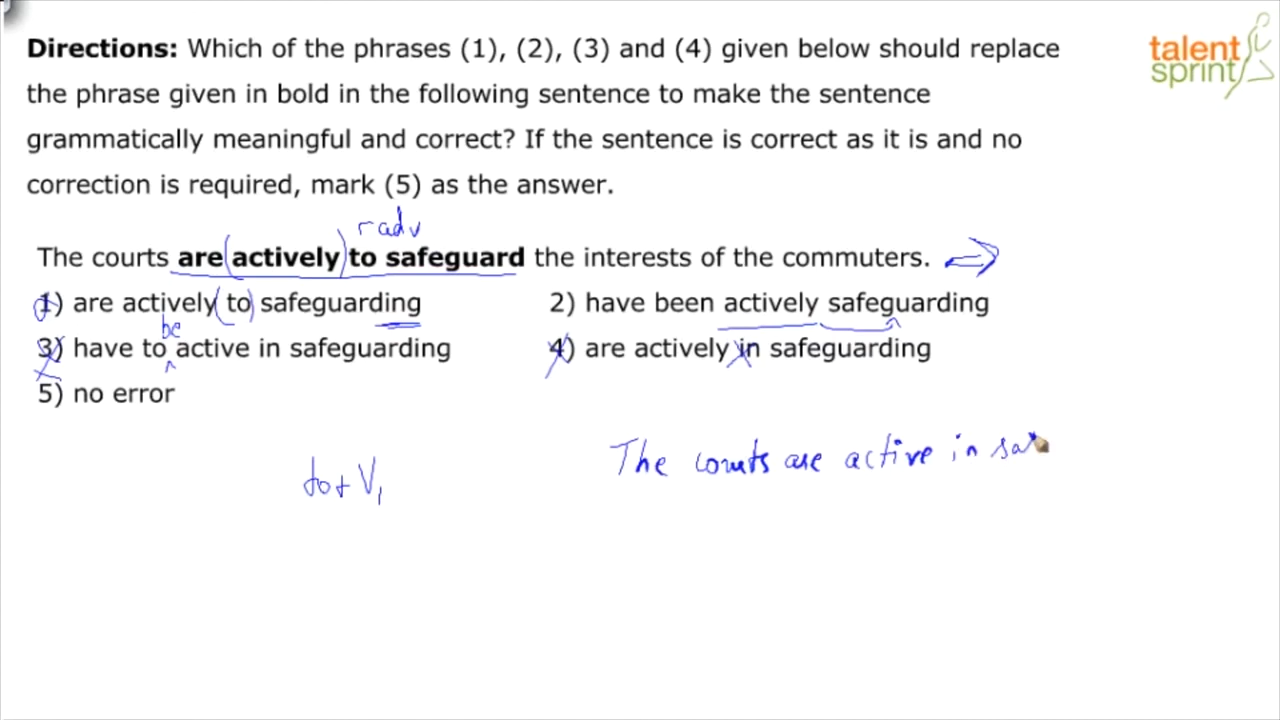 talent
sprint
Directions: Which of the phrases (1), (2), (3) and (4) given below should replace
the phrase given in bold in the following sentence to make the sentence
grammatically meaningful and correct? If the sentence is correct as it is and no
correction is required, mark (5) as the answer.
adv
The courts are (actively) to safeguard the interests of the commuters.
1) are actively (to) safeguarding
2) have been actively safeguarding
be
3) have to active in safeguarding
4) are actively in safeguarding
5) no error
The courts are active in
to + V1